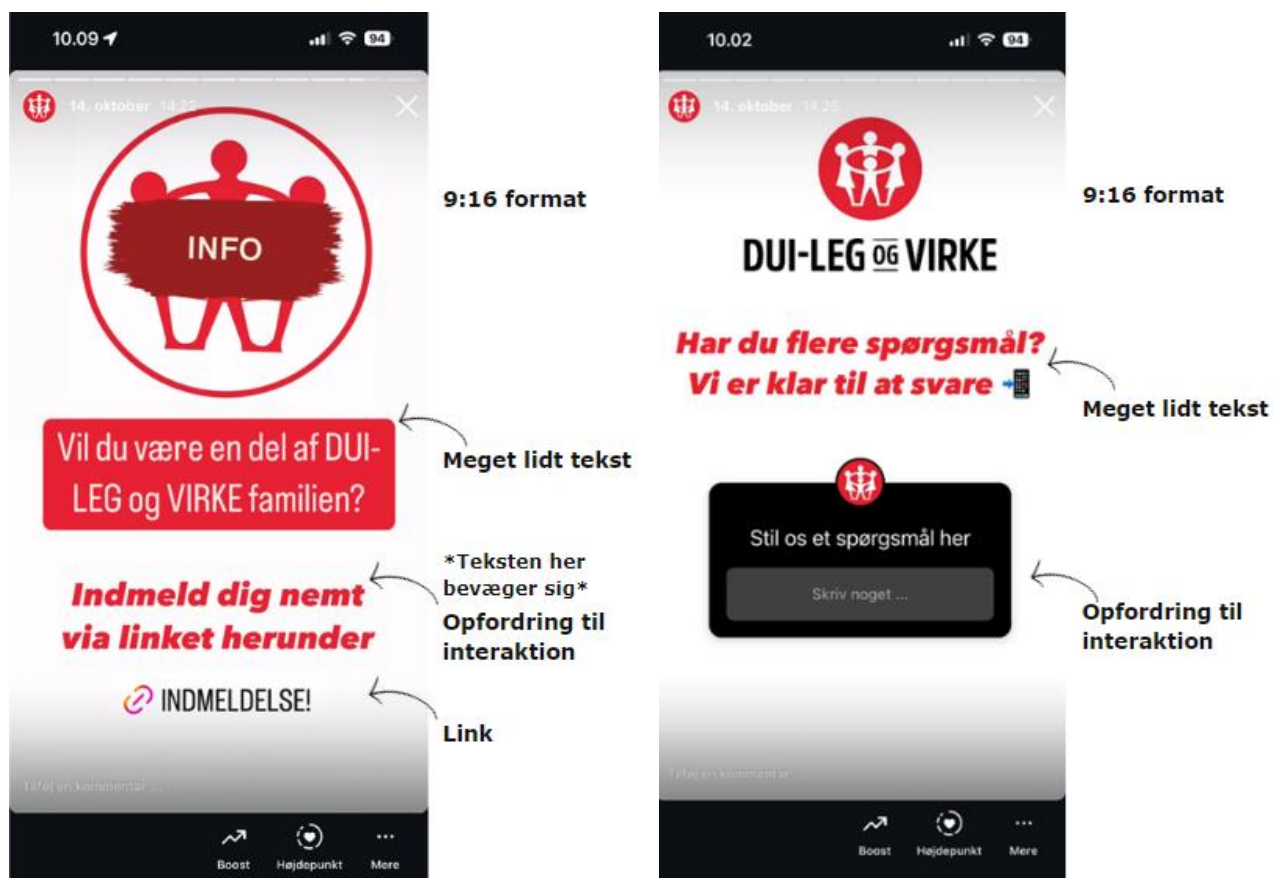 10.09
94
14. oktober 14.25
INFO
Vil du være en del af DUI-
LEG og VIRKE familien?
Indmeld dig nemt
via linket herunder
INDMELDELSE!
Tilføj en kommentar ...
Boost
Højdepunkt
Mere
9:16 format
Meget lidt tekst
*Teksten her
bevæger sig*
Opfordring til
interaktion
Link
10.02
94
14. oktober 14.25
DUI-LEG OG VIRKE
Har du flere spørgsmål?
Vi er klar til at svare
Stil os et spørgsmål her
Skriv noget ...
Tilføj en kommentar ...
Boost
Højdepunkt
Mere
9:16 format
Meget lidt tekst
Opfordring til
interaktion